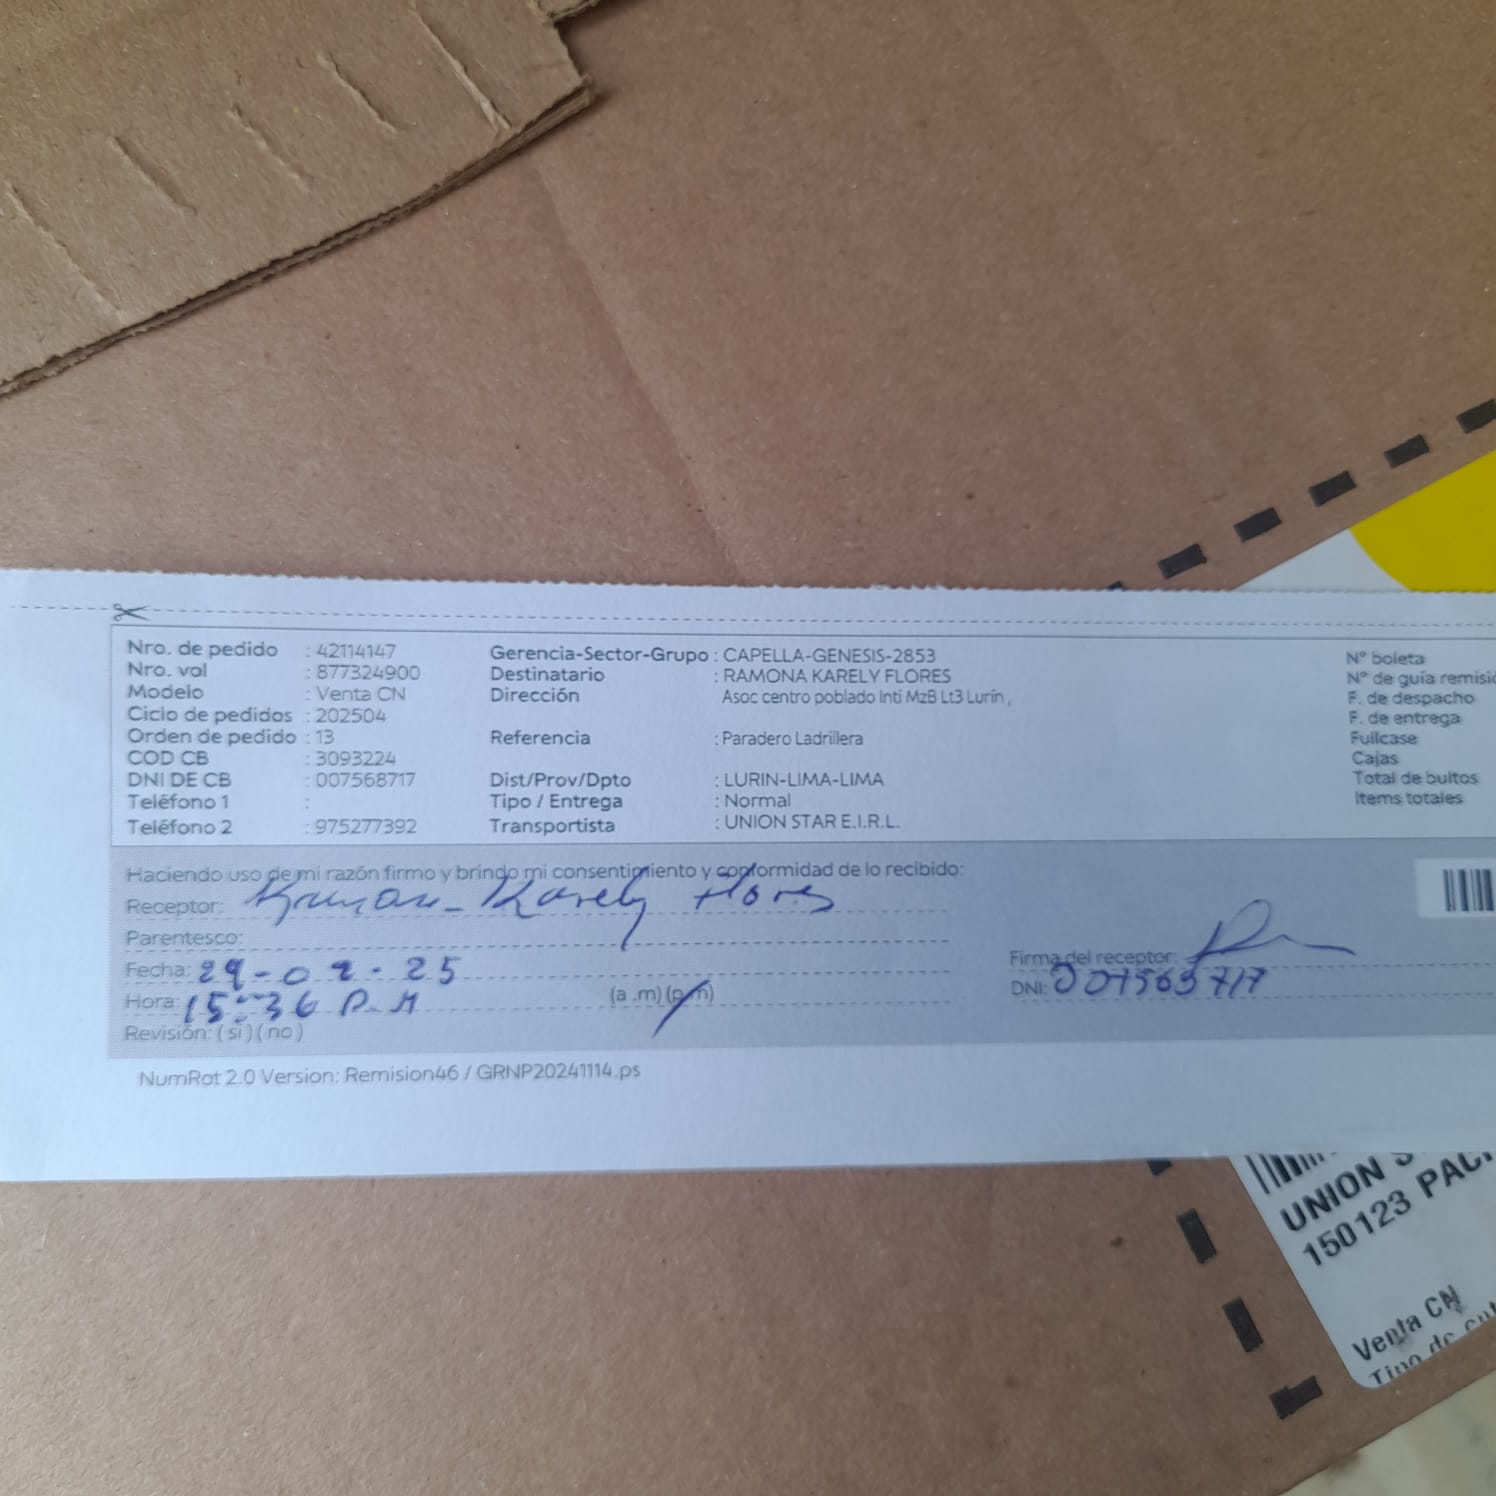 Nro. de pedido : 42114147 Gerencia-Sector-Grupo : CAPELLA-GENESIS-2853 N° boleta
Nro. vol : 877324900 Destinatario : RAMONA KARELY FLORES N° de guía remisió
Modelo : Venta CN Dirección Asoc centro poblado Inti MzB Lt3 Lurín, F. de despacho
Ciclo de pedidos : 202504 F. de entrega
Orden de pedido : 13 Referencia : Paradero Ladrillera Fullcase
COD CB : 3093224 Cajas
DNI DE CB : 007568717 Dist/Prov/Dpto : LURIN-LIMA-LIMA Total de bultos
Teléfono 1 : Tipo / Entrega : Normal Items totales
Teléfono 2 : 975277392 Transportista : UNION STAR E.I.R.L.
Haciendo uso de mi razón firmo y brindo mi consentimiento y conformidad de lo recibido:
Receptor: Karely Flores
Parentesco:
Firma del receptor:
Fecha: 29-02-25
DNI:
Hora: 15:36 P.M (a.m) (p.m)
Revisión: (si) (no)
NumRot 2.0 Version: Remision46 / GRNP20241114.ps
UNION
150123
Venta CN
Tipo de